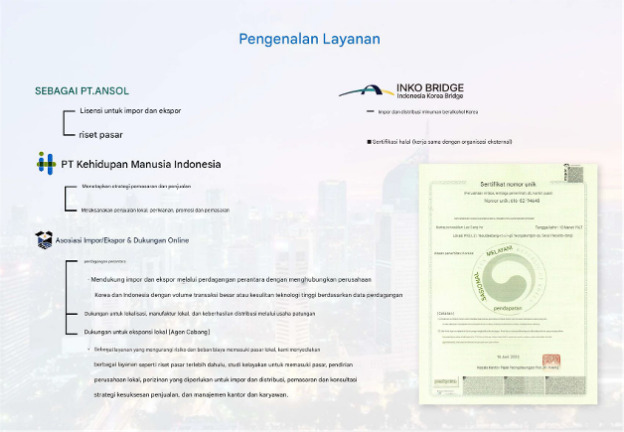 Pengenalan Layanan
SEBAGAI PT.ANSOL
Lisensi untuk impor dan ekspor
riset pasar
PT Kehidupan Manusia Indonesia
Menetapkan strategi pemasaran dan penjualan
Melaksanakan penjualan lokal, perikanan, promosi dan pemasaran
Asosiasi Impor/Ekspor & Dukungan Online
perdagangan perantara
- Mendukung impor dan ekspor melalui perdagangan perantara dengan menghubungkan perusahaan
Korea dan Indonesia dengan volume transaksi besar atau kesulitan teknologi tinggi berdasarkan data perdagangan
Dukungan untuk lokalisasi, manufaktur lokal, dan keberhasilan distribusi melalui usaha patungan
Dukungan untuk ekspansi lokal [Agen Cabang]
Sebagai layanan yang mengurangi risiko dan beban biaya memasuki pasar lokal, kami menyediakan
berbagai layanan seperti riset pasar terlebih dahulu, studi kelayakan untuk memasuki pasar, pendirian
perusahaan lokal, perizinan yang diperlukan untuk impor dan distribusi, pemasaran dan konsultasi
strategi kesuksesan penjualan, dan manajemen kantor dan karyawan.
INKO BRIDGE
Indonesia Korea Bridge
Impor dan distribusi minuman beralkohol Korea
Sertifikasi halal (kerja sama dengan organisasi eksternal)
Sertifikat nomor unik
MELAYANI
NASIONAL
pendapatan